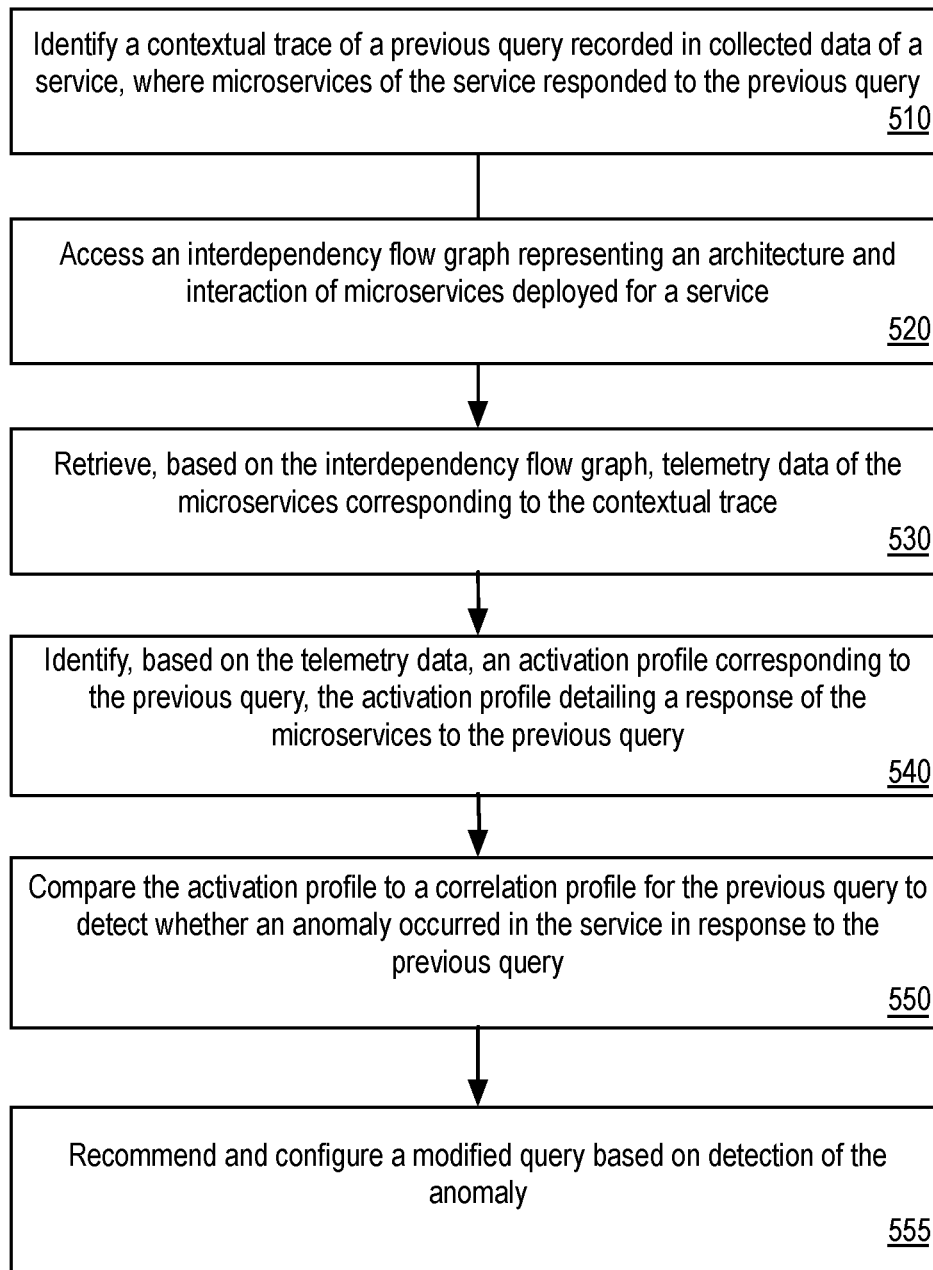 Identify a contextual trace of a previous query recorded in collected data of a
service, where microservices of the service responded to the previous query
510
Access an interdependency flow graph representing an architecture and
interaction of microservices deployed for a service
520
Retrieve, based on the interdependency flow graph, telemetry data of the
microservices corresponding to the contextual trace
530
Identify, based on the telemetry data, an activation profile corresponding to
the previous query, the activation profile detailing a response of the
microservices to the previous query
540
Compare the activation profile to a correlation profile for the previous query to
detect whether an anomaly occurred in the service in response to the
previous query
550
Recommend and configure a modified query based on detection of the
anomaly
555